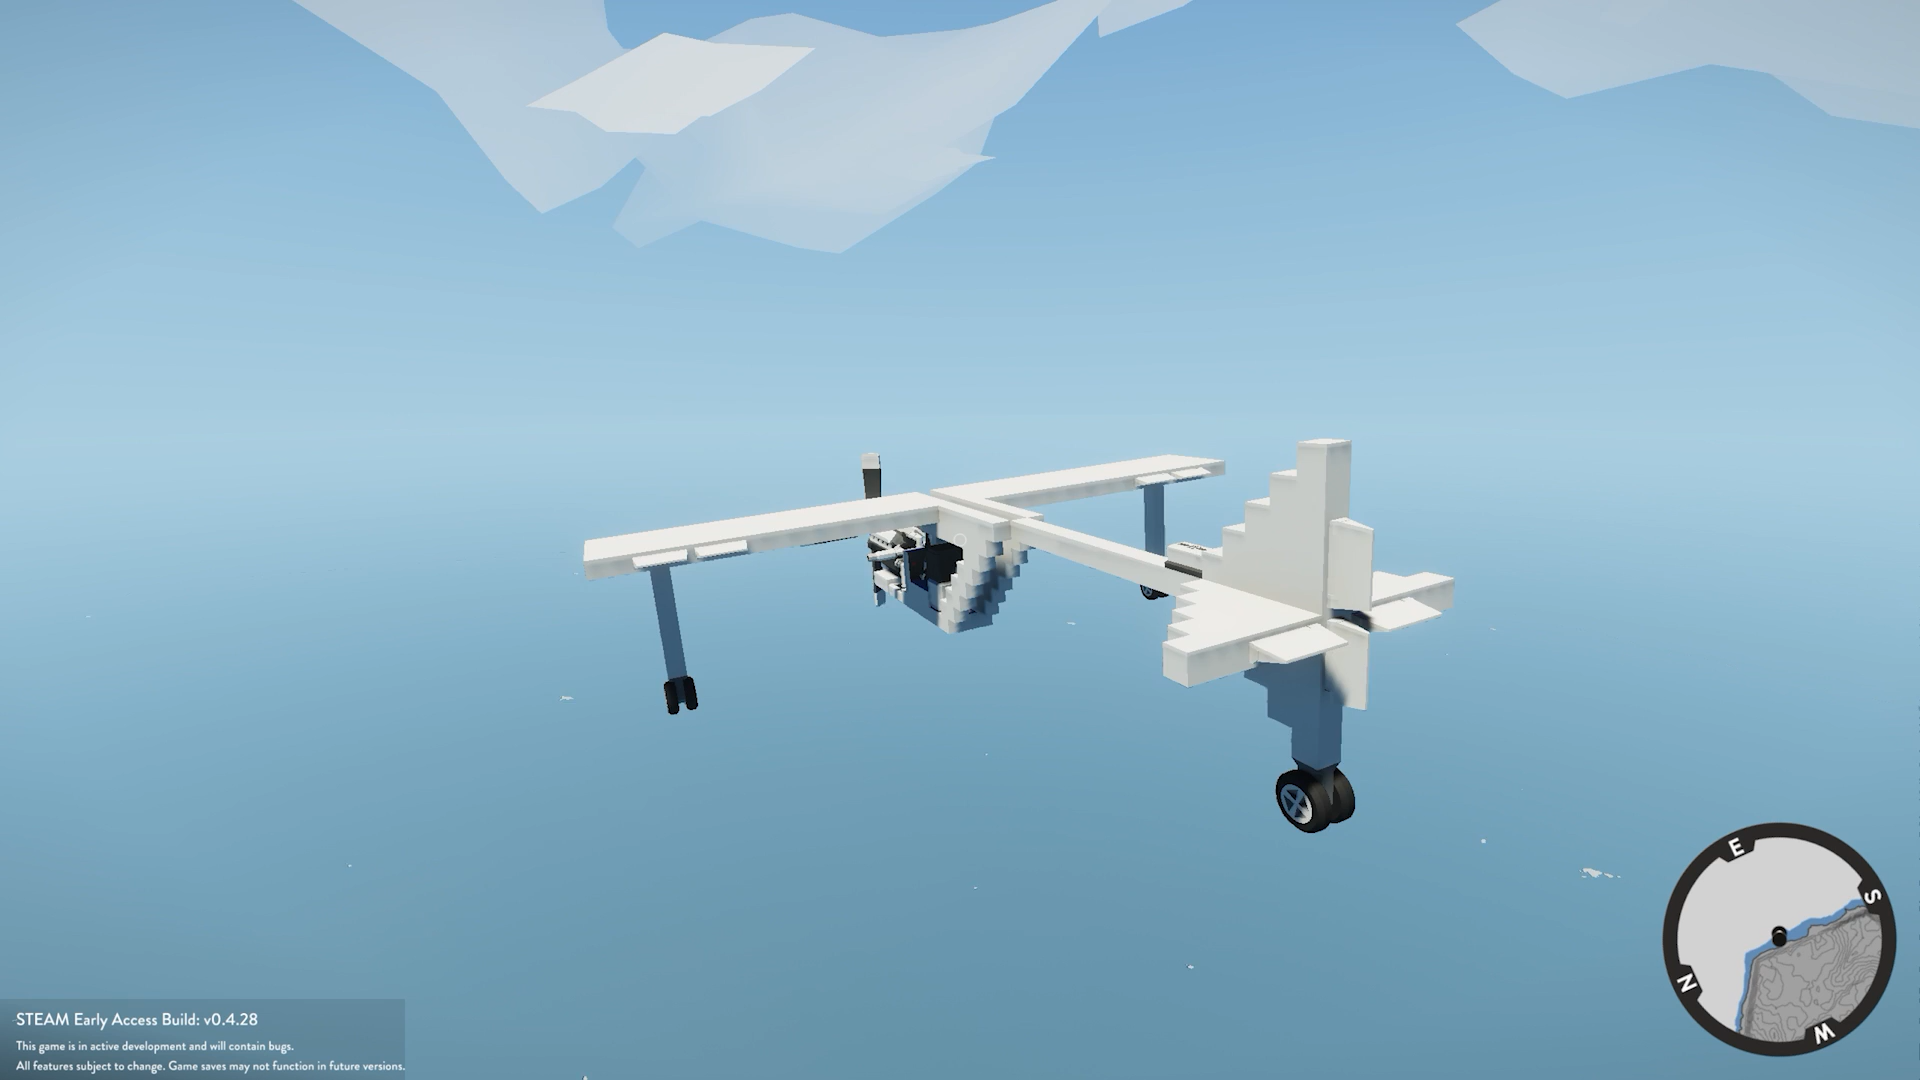 STEAM Early Access Build: v0.4.28
This game is in active development and will contain bugs.
All features subject to change. Game saves may not function in future versions.
E
S
N
W